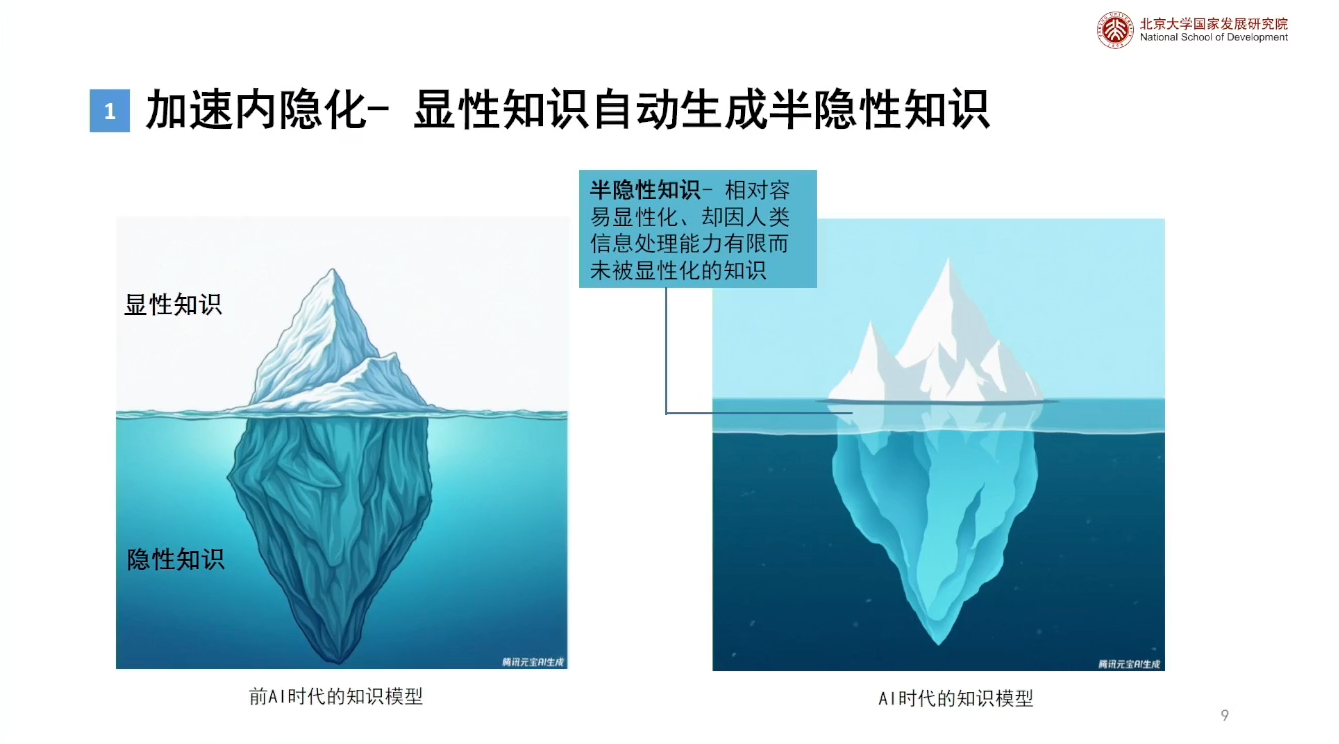 北京大学国家发展研究院
National School of Development
1 加速内隐化- 显性知识自动生成半隐性知识
半隐性知识- 相对容
易显性化、却因人类
信息处理能力有限而
未被显性化的知识
显性知识
隐性知识
腾讯元宝AI生成
腾讯元宝AI生成
前AI时代的知识模型
AI时代的知识模型
9